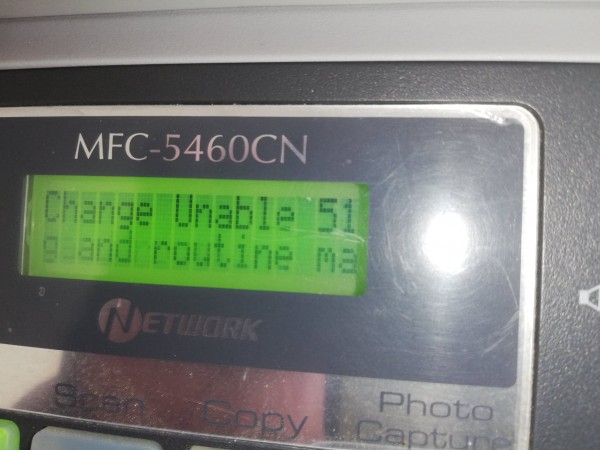 MFC-5460CN
Change Unable 51
g and routine ma
NETWORK
Scan Copy Photo Capture